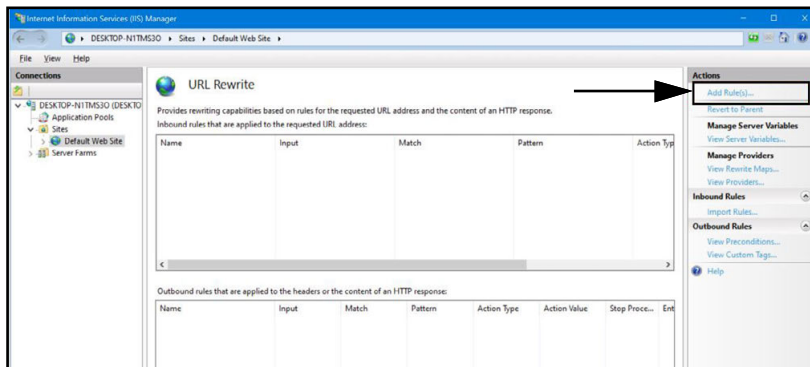 Internet Information Services (IIS) Manager
DESKTOP-N1TMS3O Sites Default Web Site
File View Help
Connections
DESKTOP-N1TMS3O (DESKTO
Application Pools
Sites
Default Web Site
Server Farms
URL Rewrite
Provides rewriting capabilities based on rules for the requested URL address and the content of an HTTP response.
Inbound rules that are applied to the requested URL address:
Name Input Match Pattern Action Typ
Outbound rules that are applied to the headers or the content of an HTTP response:
Name Input Match Pattern Action Type Action Value Stop Proce... Ent
Actions
Add Rule(s)...
Revert to Parent
Manage Server Variables
View Server Variables...
Manage Providers
View Rewrite Maps...
View Providers...
Inbound Rules
Import Rules...
Outbound Rules
View Preconditions...
View Custom Tags...
Help